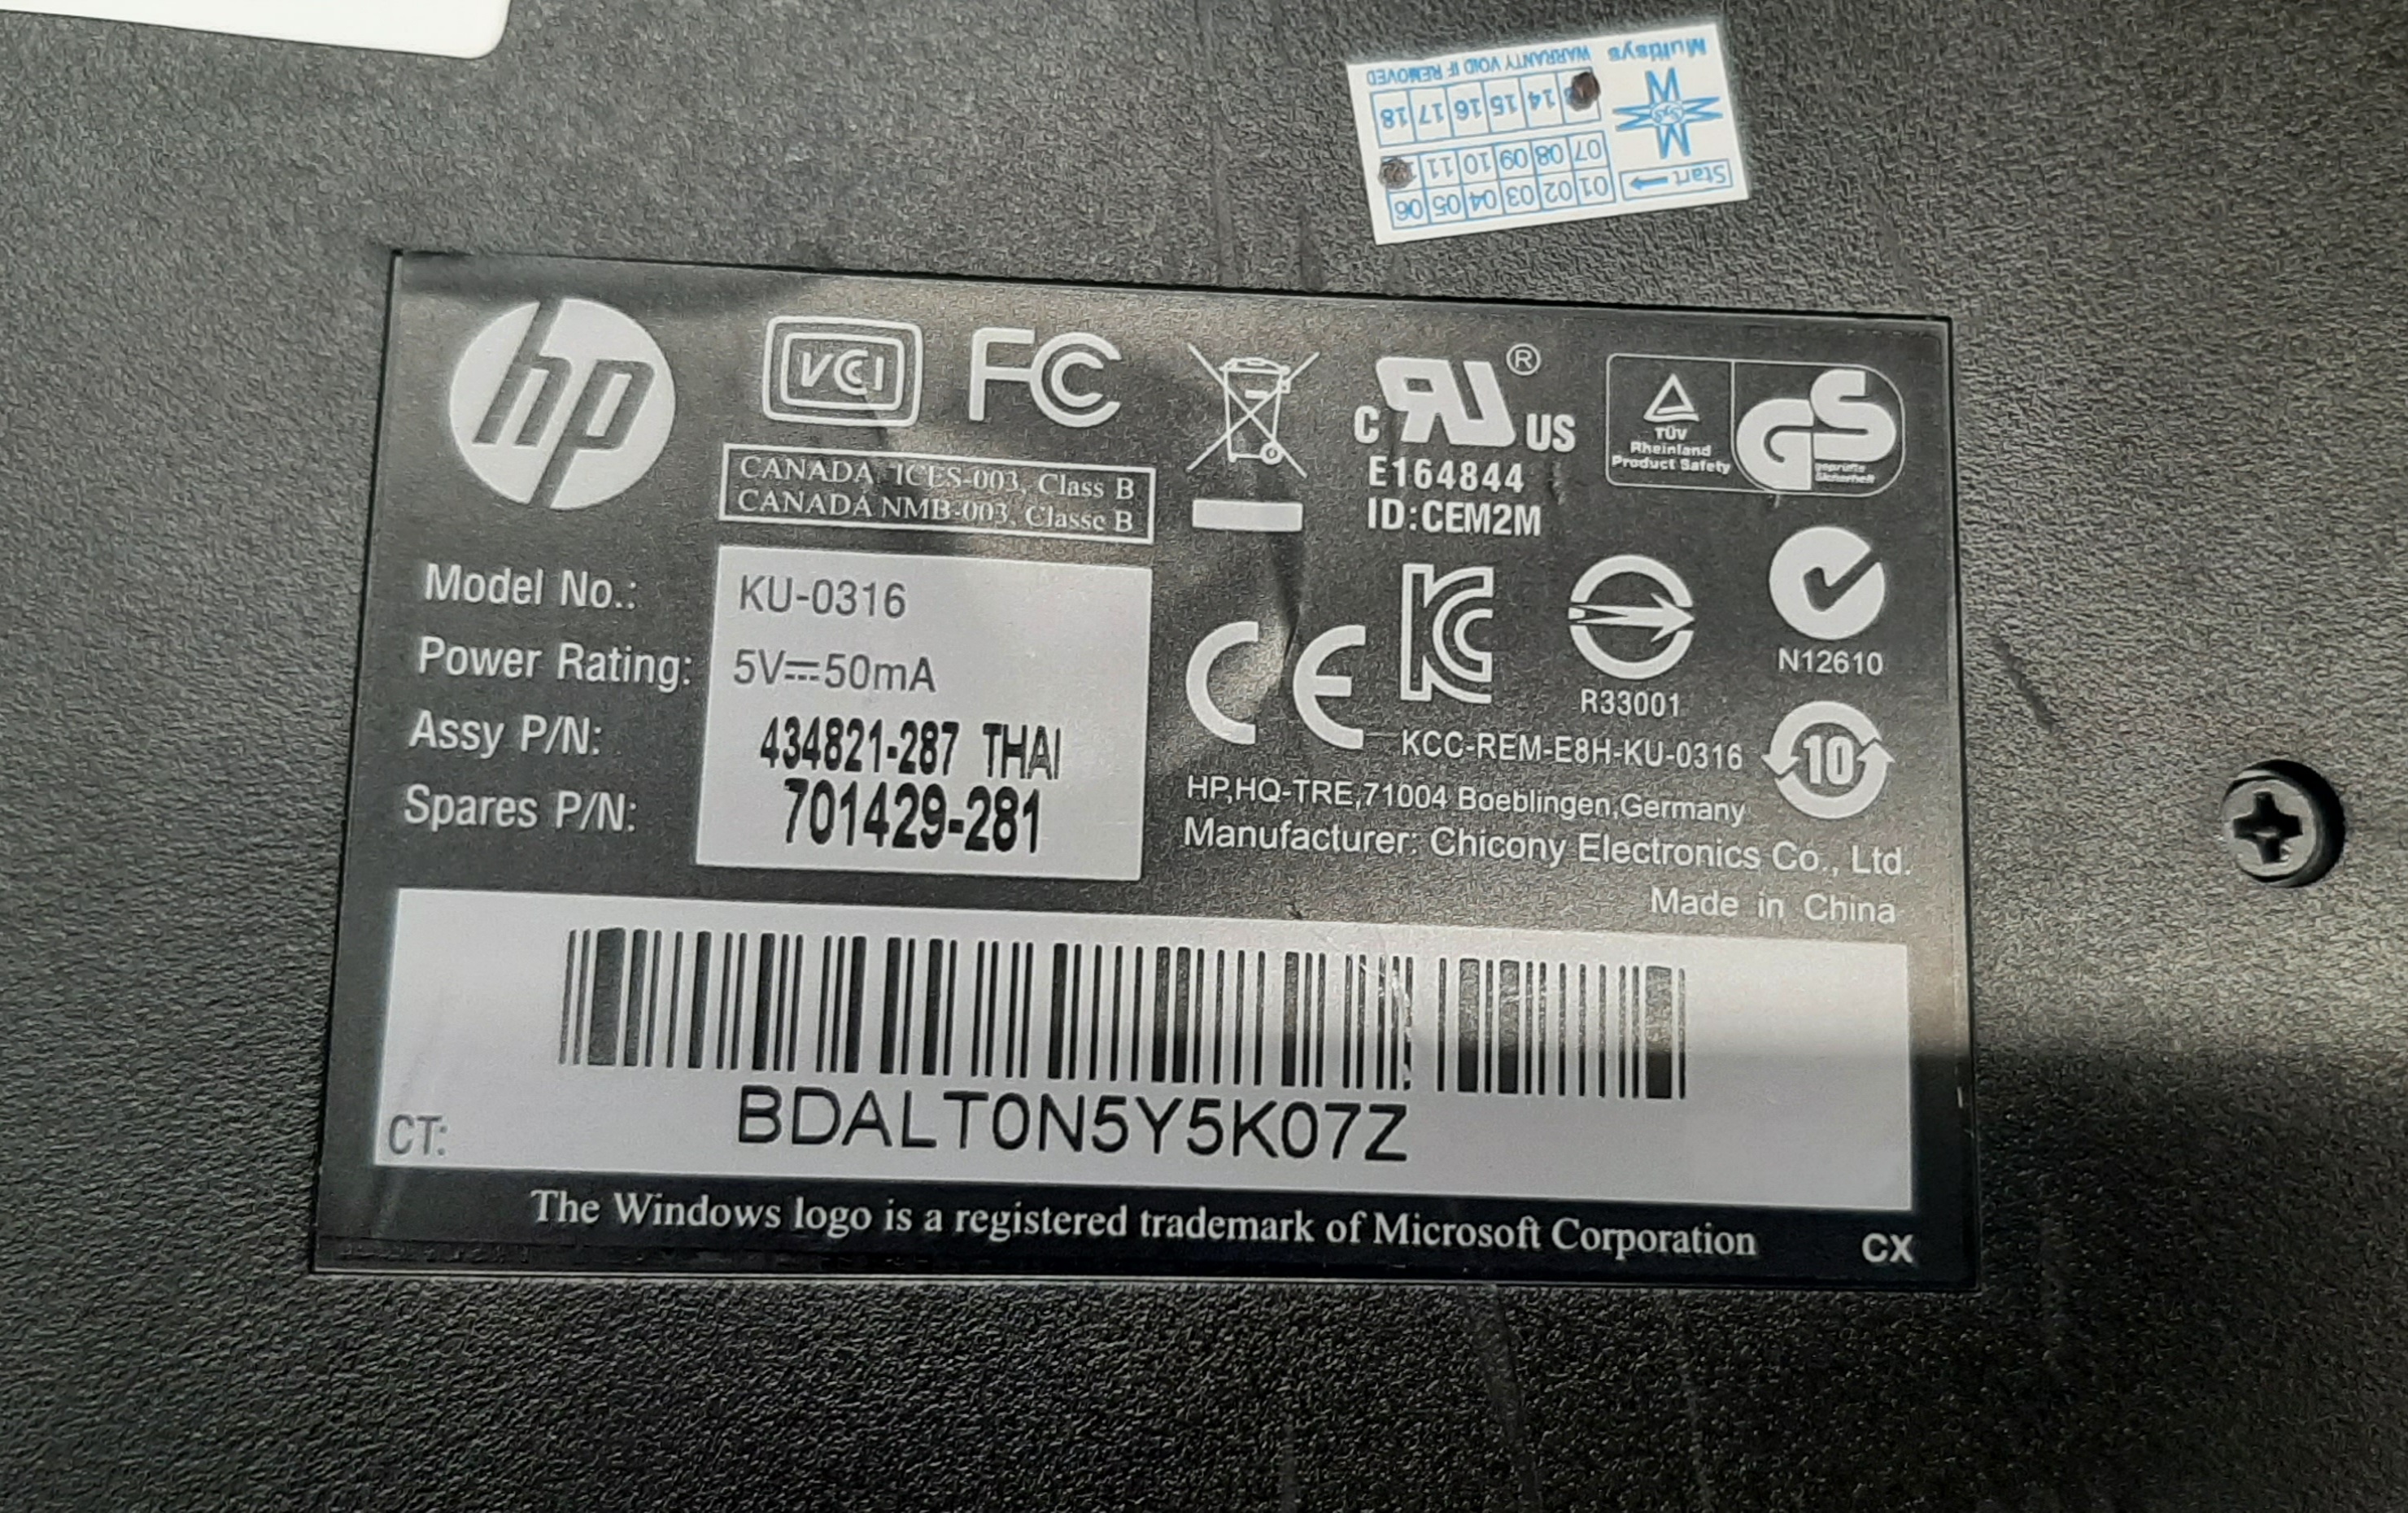 Multisys
WARRANTY VOID IF REMOVED
Start
01 02 03 04 05 06
07 08 09 10 11
14 15 16 17 18
hp
VCI
FC
CANADA ICES-003, Class B
CANADA NMB-003, Classe B
C RU US ®
E164844
ID:CEM2M
TÜV
Rheinland
Product Safety
GS
geprüfte
Sicherheit
Model No.: KU-0316
Power Rating: 5V⎓50mA
Assy P/N: 434821-287 THAI
Spares P/N: 701429-281
CE
KC
R33001
N12610
10
KCC-REM-E8H-KU-0316
HP,HQ-TRE,71004 Boeblingen,Germany
Manufacturer: Chicony Electronics Co., Ltd.
Made in China
CT: BDALT0N5Y5K07Z
The Windows logo is a registered trademark of Microsoft Corporation CX